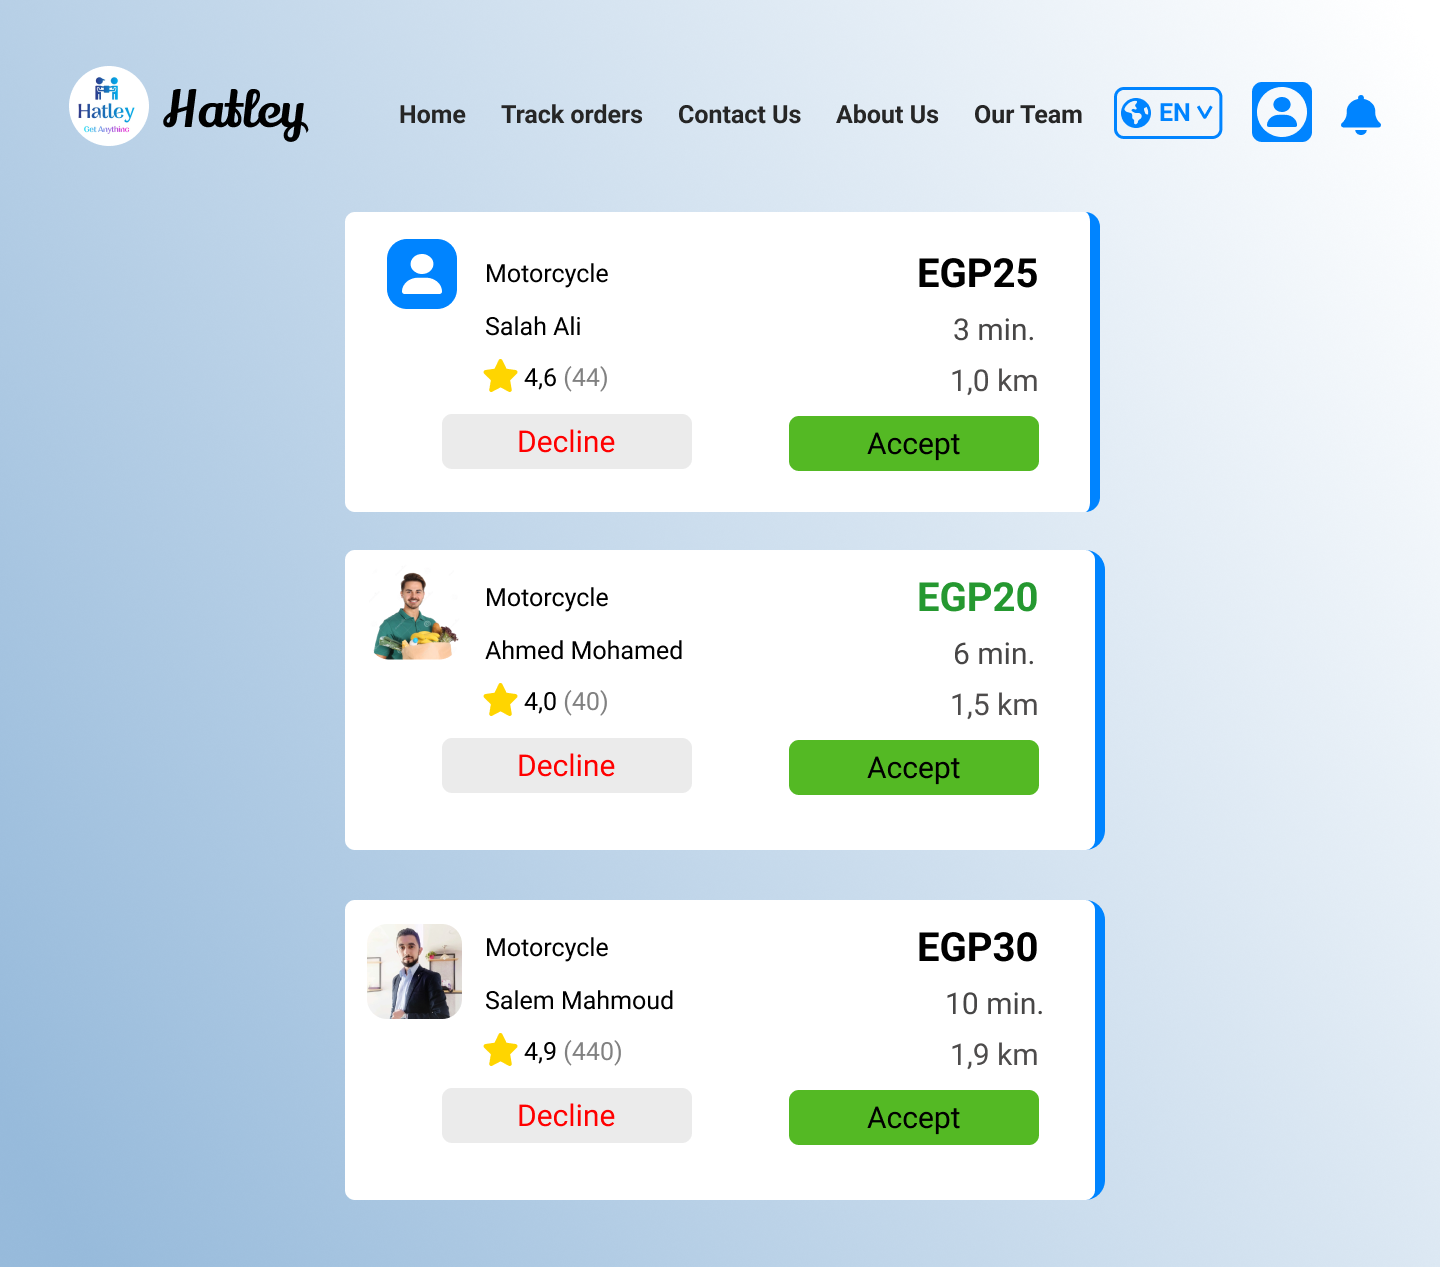 Hatley
Get Anything
Hatley
Home
Track orders
Contact Us
About Us
Our Team
EN
Motorcycle
EGP25
Salah Ali
3 min.
4,6 (44)
1,0 km
Decline
Accept
Motorcycle
EGP20
Ahmed Mohamed
6 min.
4,0 (40)
1,5 km
Decline
Accept
Motorcycle
EGP30
Salem Mahmoud
10 min.
4,9 (440)
1,9 km
Decline
Accept